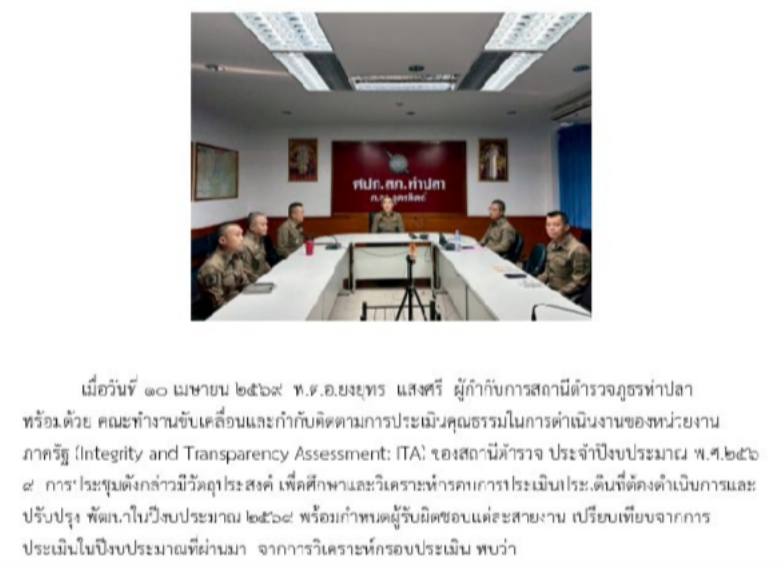 ศปก.สภ.ท่าปลา
ภ.จว.อุตรดิตถ์
เมื่อวันที่ ๑๐ เมษายน ๒๕๖๙ พ.ต.อ.ยงยุทธ แสงศรี ผู้กำกับการสถานีตำรวจภูธรท่าปลา
พร้อมด้วย คณะทำงานขับเคลื่อนและกำกับติดตามการประเมินคุณธรรมในการดำเนินงานของหน่วยงาน
ภาครัฐ (Integrity and Transparency Assessment: ITA) ของสถานีตำรวจ ประจำปีงบประมาณ พ.ศ.๒๕๖
๙ การประชุมดังกล่าวมีวัตถุประสงค์ เพื่อศึกษาและวิเคราะห์กรอบการประเมินประเด็นที่ต้องดำเนินการและ
ปรับปรุง พัฒนาในปีงบประมาณ ๒๕๖๙ พร้อมกำหนดผู้รับผิดชอบแต่ละสายงาน เปรียบเทียบจากการ
ประเมินในปีงบประมาณที่ผ่านมา จากการวิเคราะห์กรอบประเมิน พบว่า